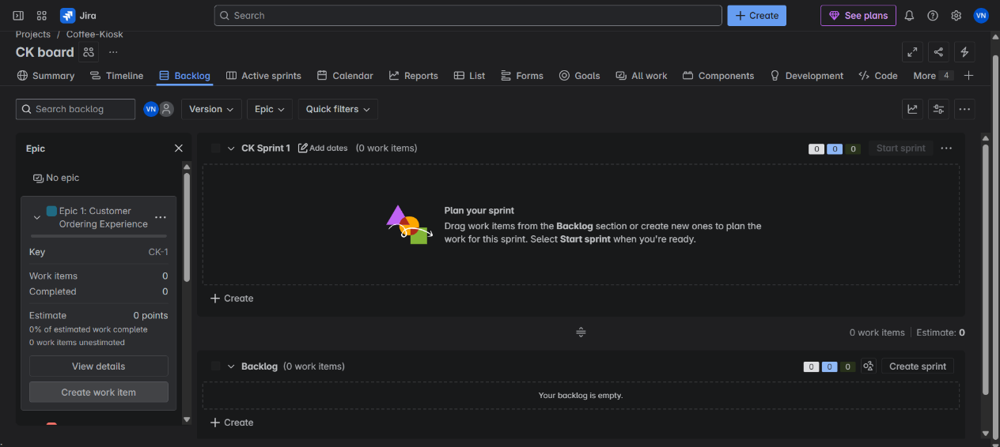 Jira
Search
+ Create
See plans
VN
Projects / Coffee-Kiosk
CK board
Summary
Timeline
Backlog
Active sprints
Calendar
Reports
List
Forms
Goals
All work
Components
Development
Code
More 4
Search backlog
VN
Version
Epic
Quick filters
Epic
No epic
Epic 1: Customer
Ordering Experience
Key CK-1
Work items 0
Completed 0
Estimate 0 points
0% of estimated work complete
0 work items unestimated
View details
Create work item
CK Sprint 1 Add dates (0 work items)
0 0 0 Start sprint
Plan your sprint
Drag work items from the Backlog section or create new ones to plan the
work for this sprint. Select Start sprint when you're ready.
+ Create
0 work items Estimate: 0
Backlog (0 work items)
0 0 0 Create sprint
Your backlog is empty.
+ Create